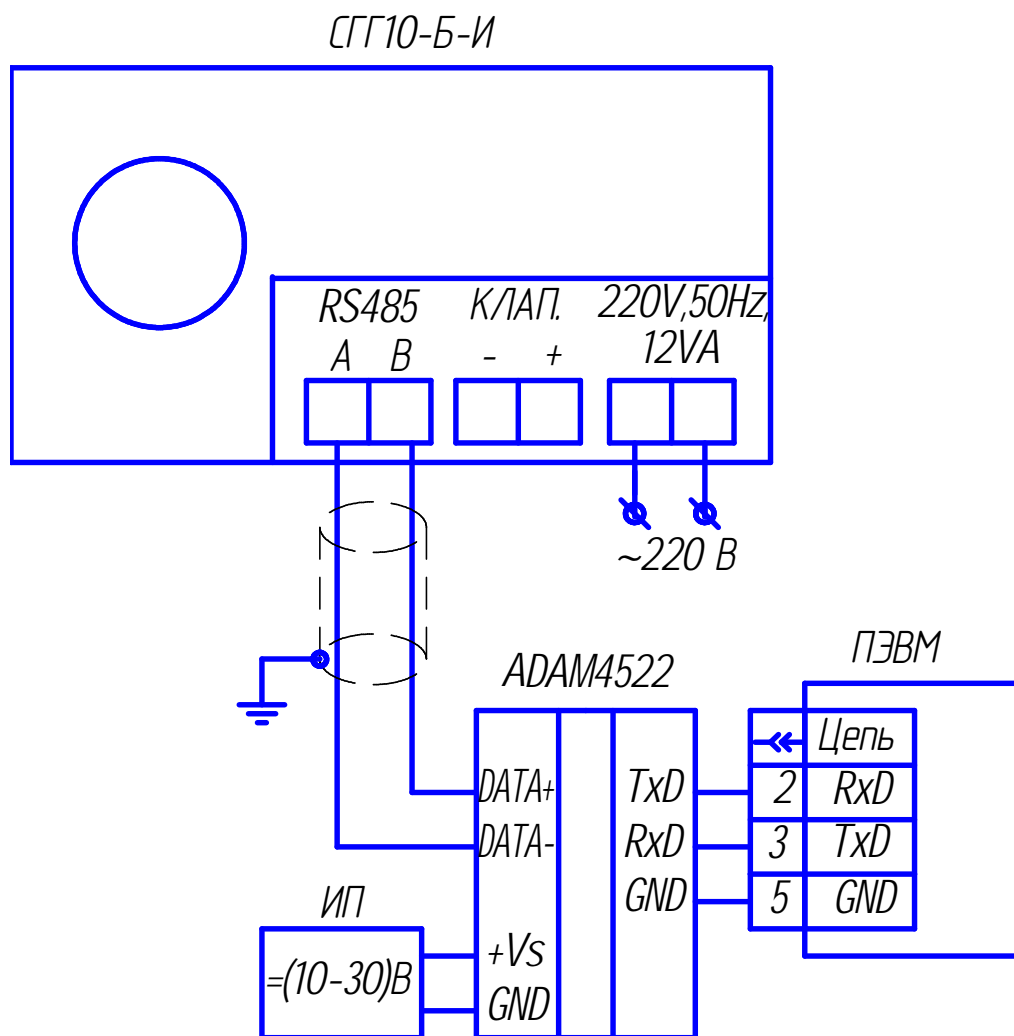 СГГ10-Б-И
RS485 КЛАП. 220V,50Hz,
A B - + 12VA
~220 В
ПЭВМ
ADAM4522
Цепь
DATA+ TxD 2 RxD
DATA- RxD 3 TxD
GND 5 GND
ИП
+Vs
=(10-30)В
GND